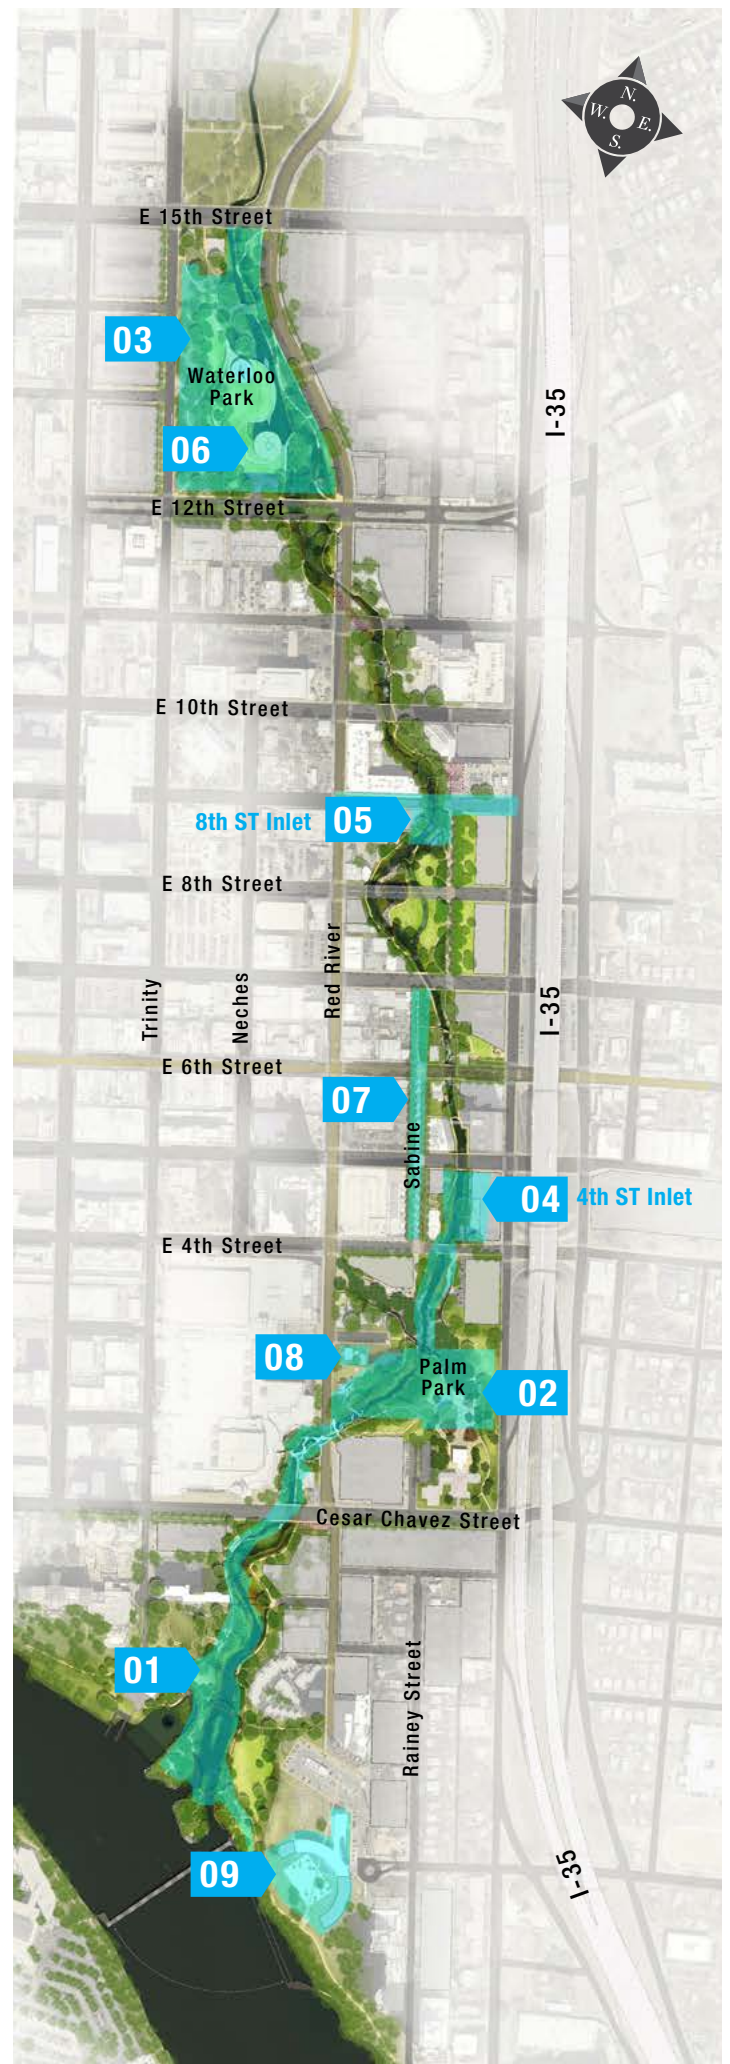 N.
W.
E.
S.
E 15th Street
03
Waterloo
Park
I-35
06
E 12th Street
E 10th Street
8th ST Inlet
05
E 8th Street
Trinity
Neches
Red River
I-35
E 6th Street
07
Sabine
04
4th ST Inlet
E 4th Street
08
Palm
Park
02
Cesar Chavez Street
01
Rainey Street
09
I-35